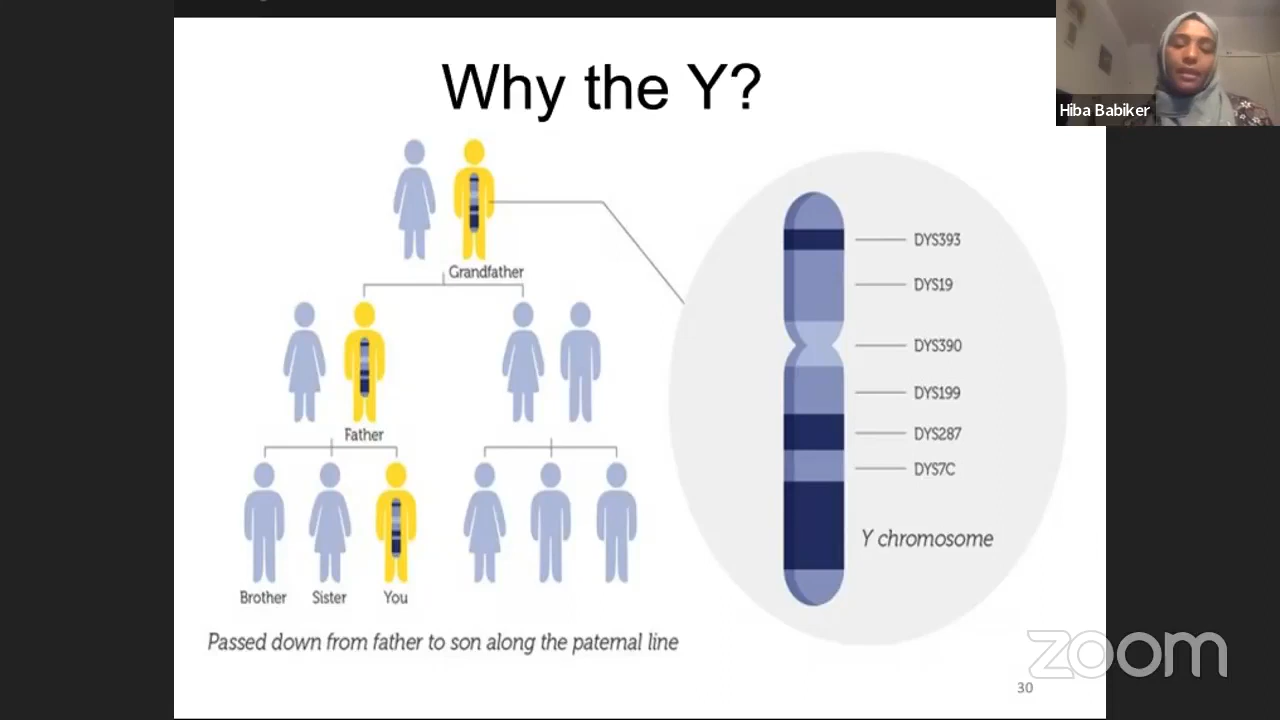 Why the Y?
Hiba Babiker
Grandfather
Father
Brother
Sister
You
Passed down from father to son along the paternal line
DYS393
DYS19
DYS390
DYS199
DYS287
DYS7C
Y chromosome
zoom
30